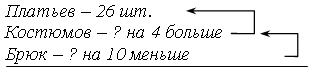 Платьев – 26 шт.
Костюмов – ? на 4 больше
Брюк – ? на 10 меньше